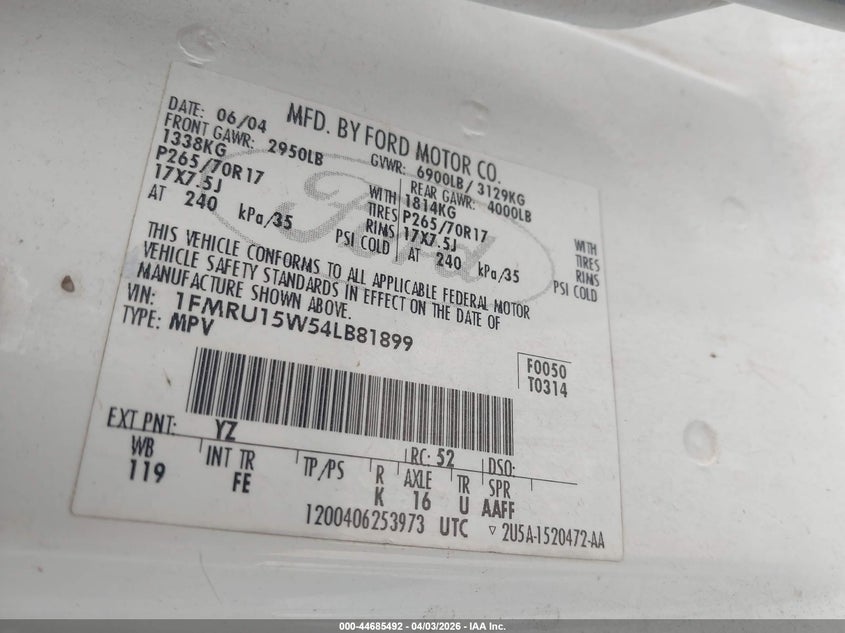 MFD. BY FORD MOTOR CO.
DATE: 06/04 GVWR: 6900LB / 3129KG
FRONT GAWR: 2950LB REAR GAWR: 4000LB
1338KG WITH 1814KG WITH
P265/70R17 TIRES P265/70R17 TIRES
17X7.5J RIMS 17X7.5J RIMS
AT 240 kPa/35 PSI COLD AT 240 kPa/35 PSI COLD
Ford
THIS VEHICLE CONFORMS TO ALL APPLICABLE FEDERAL MOTOR
VEHICLE SAFETY STANDARDS IN EFFECT ON THE DATE OF
MANUFACTURE SHOWN ABOVE.
VIN: 1FMRU15W54LB81899
TYPE: MPV
F0050
T0314
EXT PNT: YZ RC: 52 DSO:
WB INT TR TP/PS R AXLE TR SPR
119 FE K 16 U AAFF
1200406253973 UTC ▽ 2U5A-1520472-AA
000-44685492 - 04/03/2026 - IAA Inc.